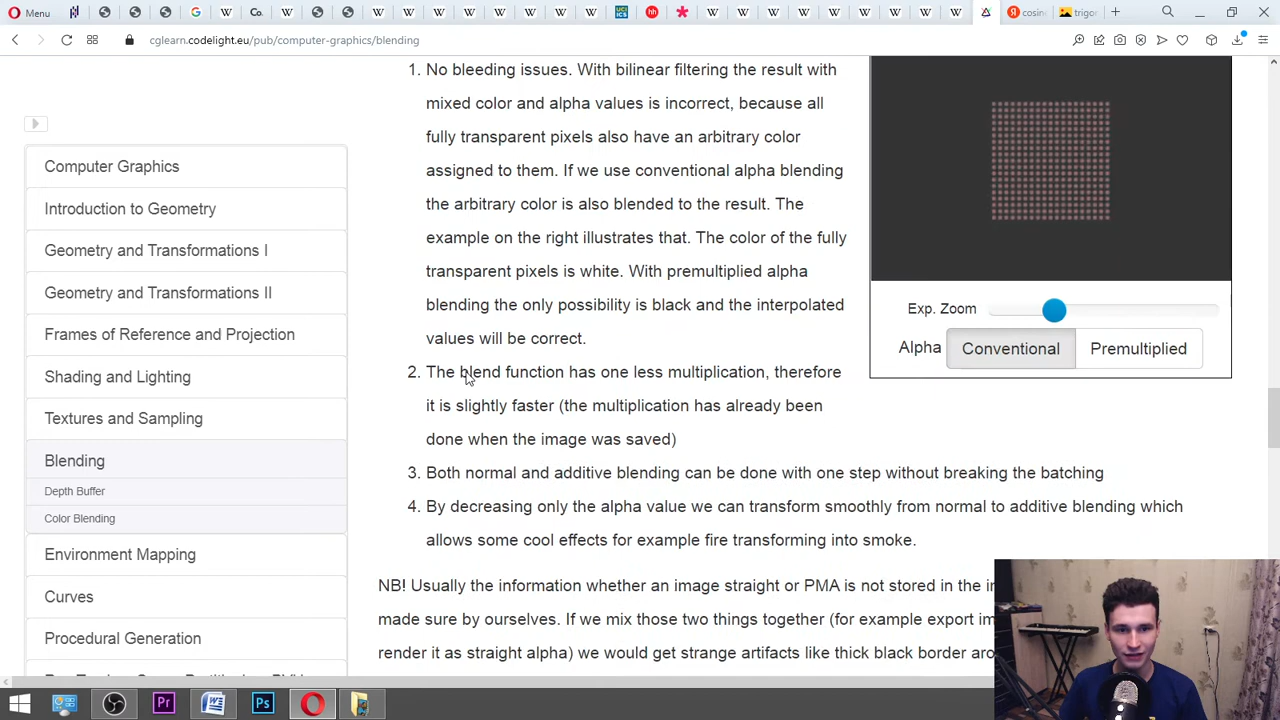 Menu
Co.
UCI
ICS
hh
cosin
trigor
cglearn.codelight.eu/pub/computer-graphics/blending
Computer Graphics
Introduction to Geometry
Geometry and Transformations I
Geometry and Transformations II
Frames of Reference and Projection
Shading and Lighting
Textures and Sampling
Blending
Depth Buffer
Color Blending
Environment Mapping
Curves
Procedural Generation
1. No bleeding issues. With bilinear filtering the result with
mixed color and alpha values is incorrect, because all
fully transparent pixels also have an arbitrary color
assigned to them. If we use conventional alpha blending
the arbitrary color is also blended to the result. The
example on the right illustrates that. The color of the fully
transparent pixels is white. With premultiplied alpha
blending the only possibility is black and the interpolated
values will be correct.
2. The blend function has one less multiplication, therefore
it is slightly faster (the multiplication has already been
done when the image was saved)
3. Both normal and additive blending can be done with one step without breaking the batching
4. By decreasing only the alpha value we can transform smoothly from normal to additive blending which
allows some cool effects for example fire transforming into smoke.
NB! Usually the information whether an image straight or PMA is not stored in the
made sure by ourselves. If we mix those two things together (for example export
render it as straight alpha) we would get strange artifacts like thick black border
Exp. Zoom
Alpha Conventional Premultiplied
Pr
Ps